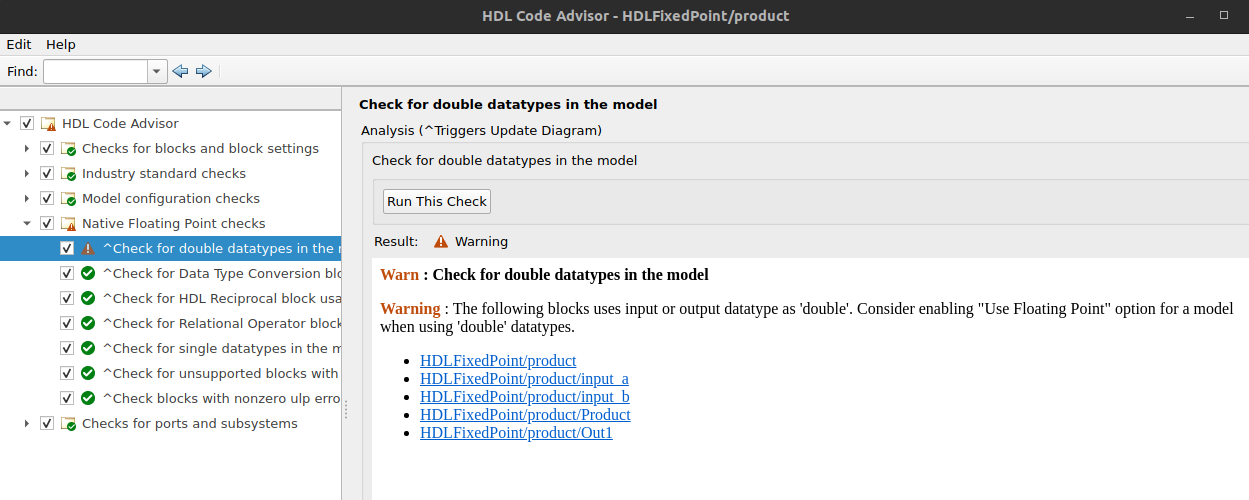 HDL Code Advisor - HDLFixedPoint/product
Edit Help
Find:
HDL Code Advisor
Checks for blocks and block settings
Industry standard checks
Model configuration checks
Native Floating Point checks
^Check for double datatypes in the
^Check for Data Type Conversion blo
^Check for HDL Reciprocal block usa
^Check for Relational Operator block
^Check for single datatypes in the m
^Check for unsupported blocks with
^Check blocks with nonzero ulp erro
Checks for ports and subsystems
Check for double datatypes in the model
Analysis (^Triggers Update Diagram)
Check for double datatypes in the model
Run This Check
Result: Warning
Warn : Check for double datatypes in the model
Warning : The following blocks uses input or output datatype as 'double'. Consider enabling "Use Floating Point" option for a model
when using 'double' datatypes.
HDLFixedPoint/product
HDLFixedPoint/product/input_a
HDLFixedPoint/product/input_b
HDLFixedPoint/product/Product
HDLFixedPoint/product/Out1